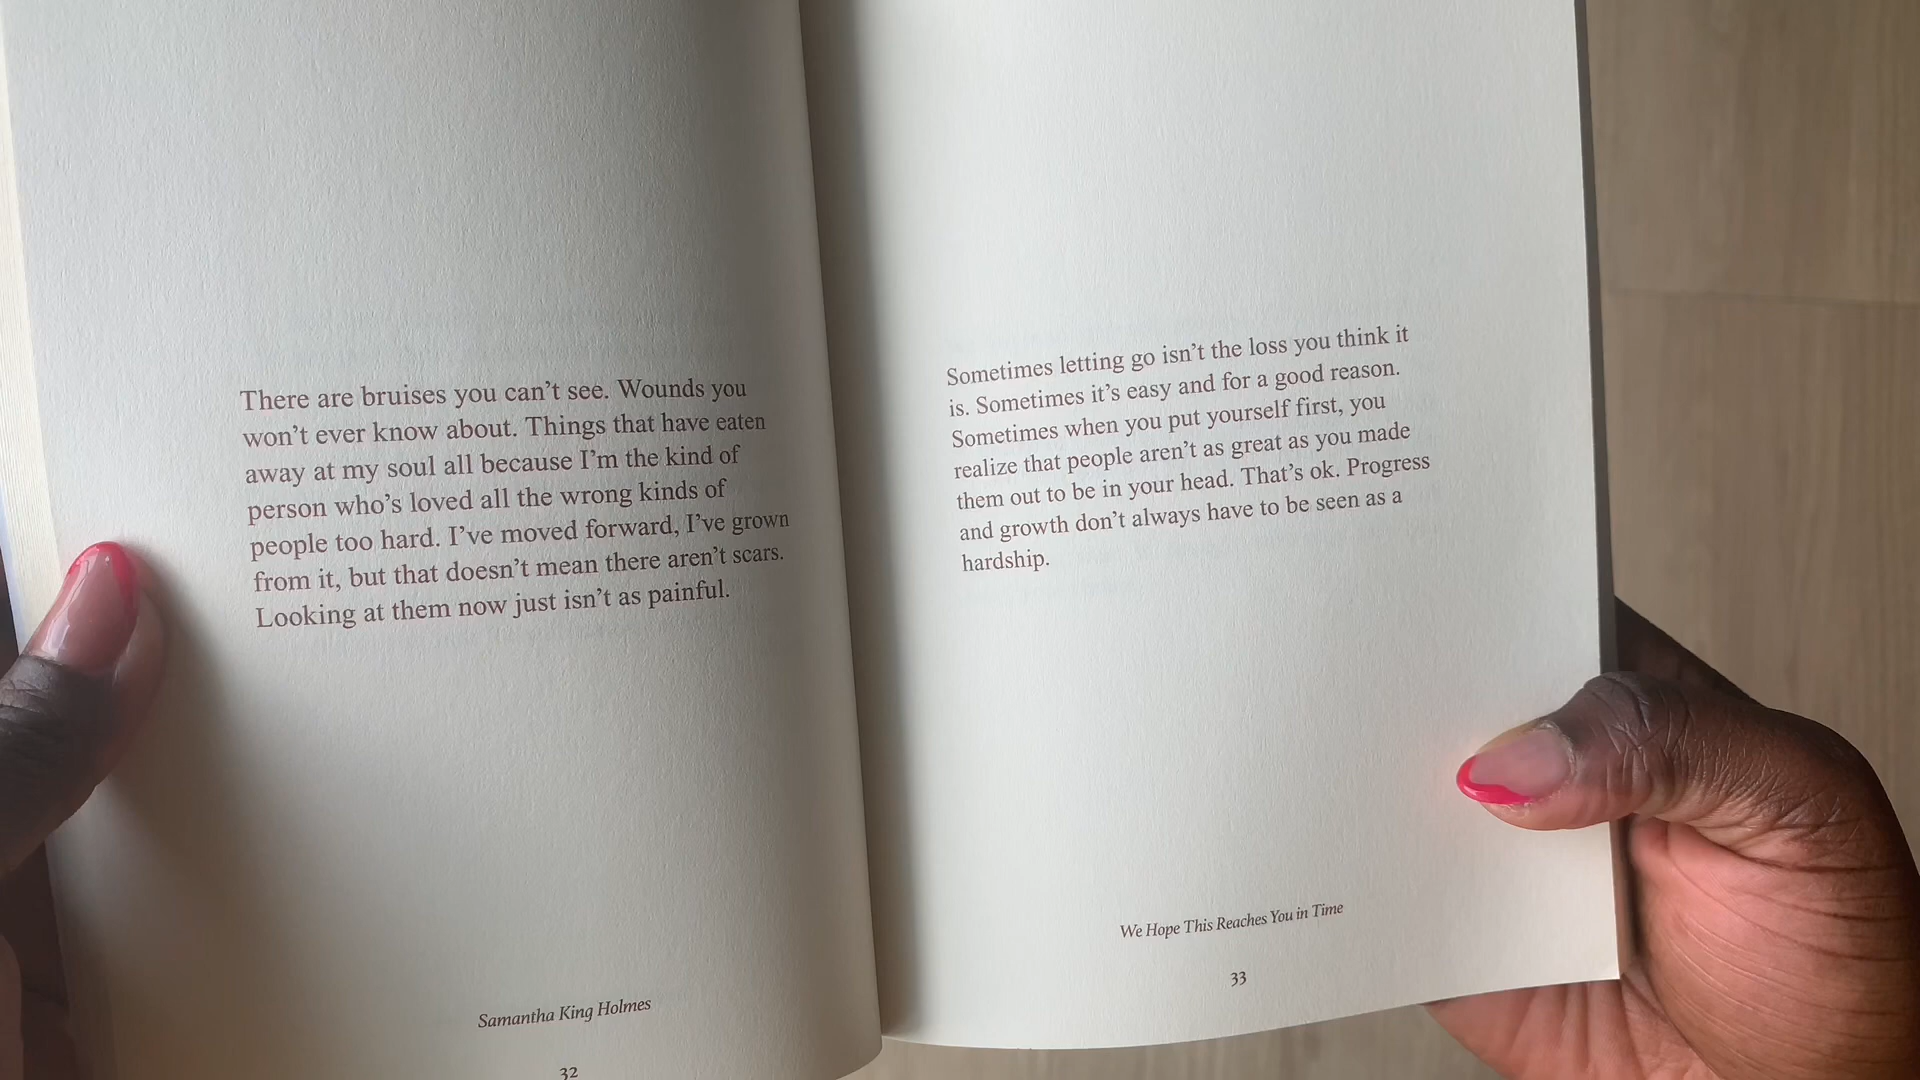 There are bruises you can't see. Wounds you
won't ever know about. Things that have eaten
away at my soul all because I'm the kind of
person who's loved all the wrong kinds of
people too hard. I've moved forward, I've grown
from it, but that doesn't mean there aren't scars.
Looking at them now just isn't as painful.
Samantha King Holmes
32
Sometimes letting go isn't the loss you think it
is. Sometimes it's easy and for a good reason.
Sometimes when you put yourself first, you
realize that people aren't as great as you made
them out to be in your head. That's ok. Progress
and growth don't always have to be seen as a
hardship.
We Hope This Reaches You in Time
33